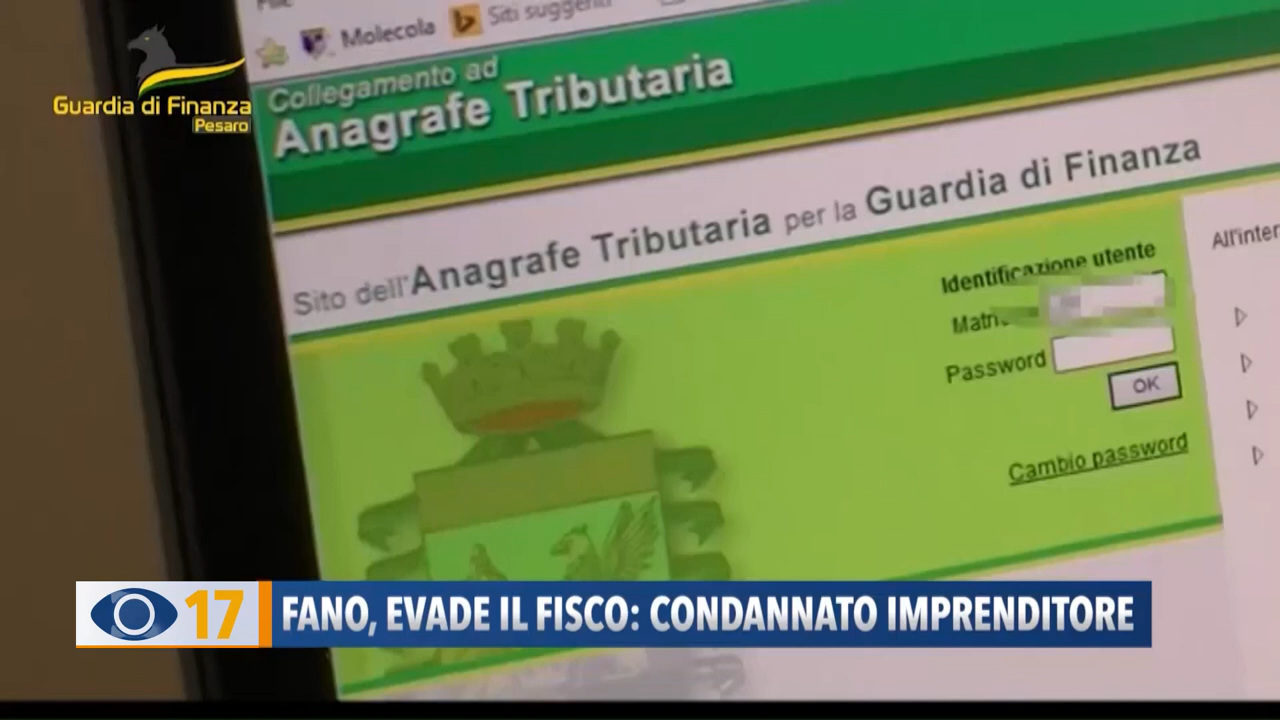 Molecola
Siti suggeriti
Guardia di Finanza
Pesaro
Collegamento ad
Anagrafe Tributaria
Sito dell'Anagrafe Tributaria per la Guardia di Finanza
All'inter
Identificazione utente
Matri
Password
OK
Cambio password
17
FANO, EVADE IL FISCO: CONDANNATO IMPRENDITORE